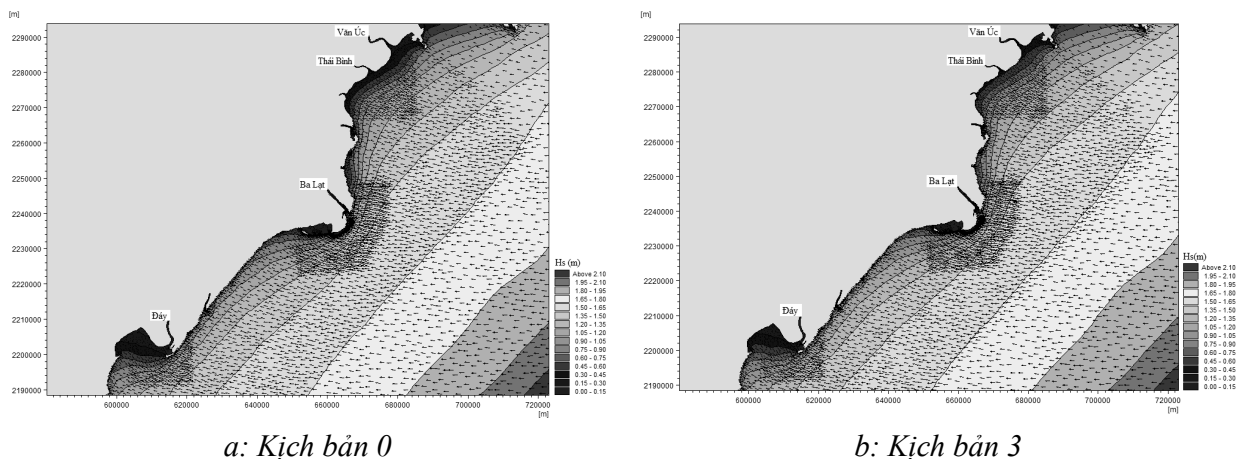 [m]
2290000
2280000
2270000
2260000
2250000
2240000
2230000
2220000
2210000
2200000
2190000
600000 620000 640000 660000 680000 700000 720000
[m]
Văn Úc
Thái Bình
Ba Lạt
Đáy
Hs (m)
Above 2.10
1.95 - 2.10
1.80 - 1.95
1.65 - 1.80
1.50 - 1.65
1.35 - 1.50
1.20 - 1.35
1.05 - 1.20
0.90 - 1.05
0.75 - 0.90
0.60 - 0.75
0.45 - 0.60
0.30 - 0.45
0.15 - 0.30
0.00 - 0.15
a: Kịch bản 0
[m]
2290000
2280000
2270000
2260000
2250000
2240000
2230000
2220000
2210000
2200000
2190000
600000 620000 640000 660000 680000 700000 720000
[m]
Văn Úc
Thái Bình
Ba Lạt
Đáy
Hs(m)
Above 2.10
1.95 - 2.10
1.80 - 1.95
1.65 - 1.80
1.50 - 1.65
1.35 - 1.50
1.20 - 1.35
1.05 - 1.20
0.90 - 1.05
0.75 - 0.90
0.60 - 0.75
0.45 - 0.60
0.30 - 0.45
0.15 - 0.30
0.00 - 0.15
b: Kịch bản 3